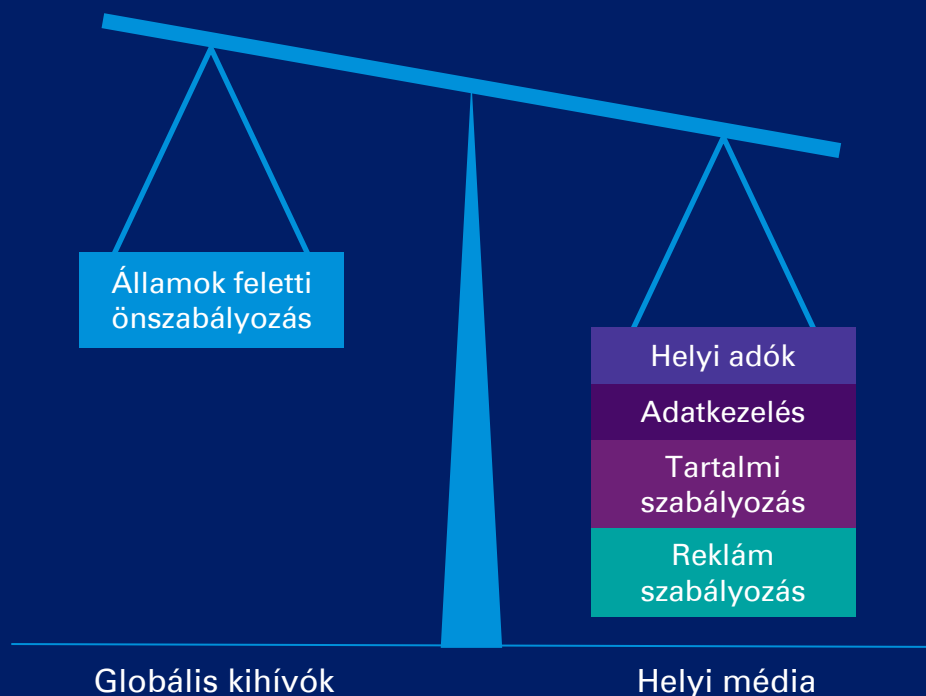 Államok feletti
önszabályozás
Helyi adók
Adatkezelés
Tartalmi
szabályozás
Reklám
szabályozás
Globális kihívók
Helyi média